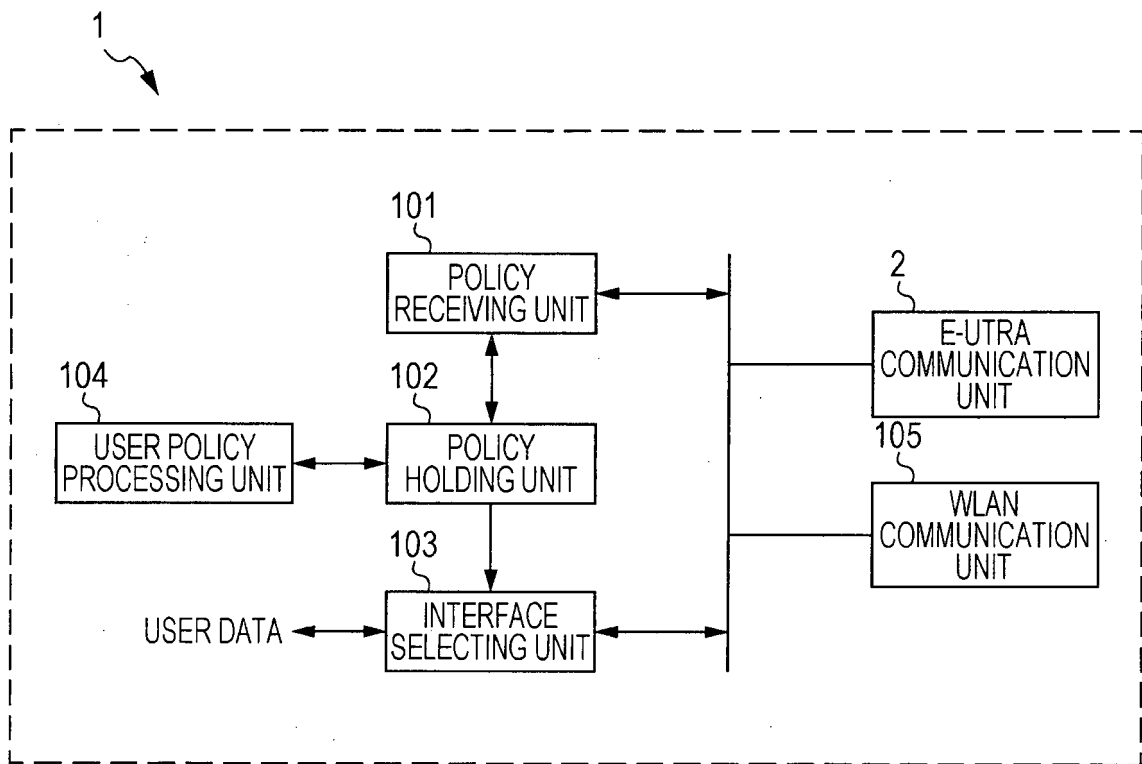 1
101
POLICY
RECEIVING UNIT
2
E-UTRA
COMMUNICATION
UNIT
104
USER POLICY
PROCESSING UNIT
102
POLICY
HOLDING UNIT
105
WLAN
COMMUNICATION
UNIT
103
INTERFACE
SELECTING UNIT
USER DATA